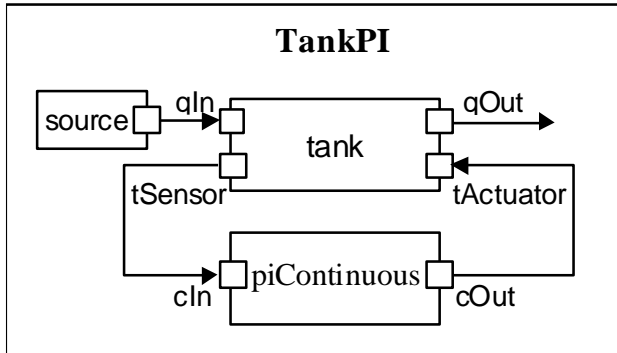 TankPI
qIn
qOut
source
tank
tSensor
tActuator
piContinuous
cIn
cOut